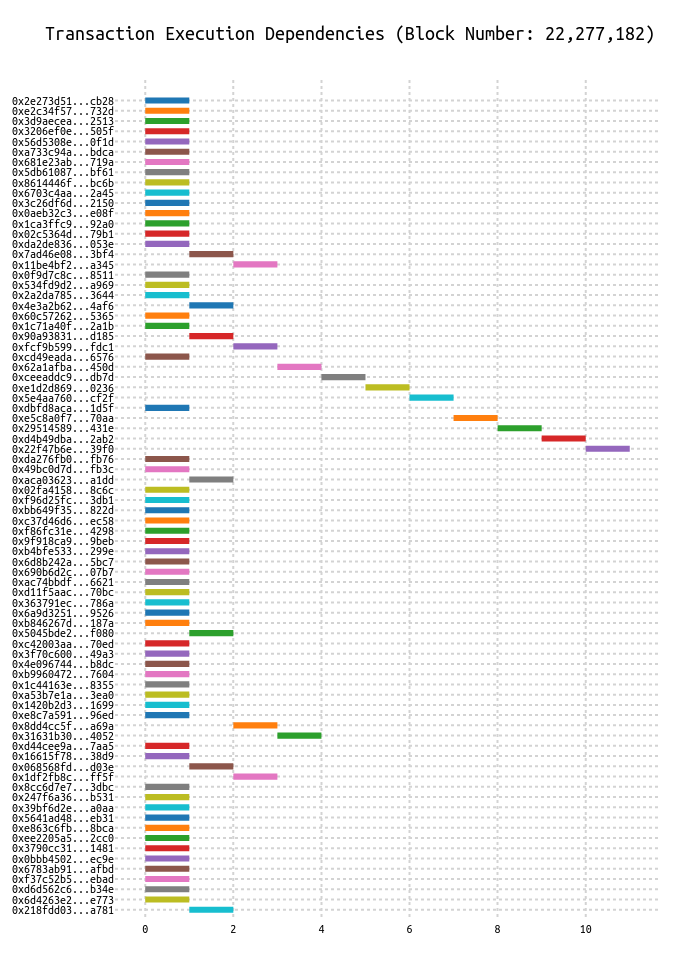 Transaction Execution Dependencies (Block Number: 22,277,182)
0x2e273d51...cb28
0xe2c34f57...732d
0x3d9aecea...2513
0x3206ef0e...505f
0x56d5308e...0f1d
0xa733c94a...bdca
0x681e23ab...719a
0x5db61087...bf61
0x8614446f...bc6b
0x6703c4aa...2a45
0x3c26df6d...2150
0x0aeb32c3...e08f
0x1ca3ffc9...92a0
0x02c5364d...79b1
0xda2de836...053e
0x7ad46e08...3bf4
0x11be4bf2...a345
0x0f9d7c8c...8511
0x534fd9d2...a969
0x2a2da785...3644
0x4e3a2b62...4af6
0x60c57262...5365
0x1c71a40f...2a1b
0x90a93831...d185
0xfcf9b599...fdc1
0xcd49eada...6576
0x62a1afba...450d
0xceeaddc9...db7d
0xe1d2d869...0236
0x5e4aa760...cf2f
0xdbfd8aca...1d5f
0xe5c8a0f7...70aa
0x29514589...431e
0xd4b49dba...2ab2
0x22f47b6e...39f0
0xda276fb0...fb76
0x49bc0d7d...fb3c
0xaca03623...a1dd
0x02fa4158...8c6c
0xf96d25fc...3db1
0xbb649f35...822d
0xc37d46d6...ec58
0xf86fc31e...4298
0x9f918ca9...9beb
0xb4bfe533...299e
0x6d8b242a...5bc7
0x690b6d2c...07b7
0xac74bbdf...6621
0xd11f5aac...70bc
0x363791ec...786a
0x6a9d3251...9526
0xb846267d...187a
0x5045bde2...f080
0xc42003aa...70ed
0x3f70c600...49a3
0x4e096744...b8dc
0xb9960472...7604
0x1c44163e...8355
0xa53b7e1a...3ea0
0x1420b2d3...1699
0xe8c7a591...96ed
0x8dd4cc5f...a69a
0x31631b30...4052
0xd44cee9a...7aa5
0x16615f78...38d9
0x068568fd...d03e
0x1df2fb8c...ff5f
0x8cc6d7e7...3dbc
0x247f6a36...b531
0x39bf6d2e...a0aa
0x5641ad48...eb31
0xe863c6fb...8bca
0xee2205a5...2cc0
0x3790cc31...1481
0x0bbb4502...ec9e
0x6783ab91...afbd
0xf37c52b5...ebad
0xd6d562c6...b34e
0x6d4263e2...e773
0x218fdd03...a781
0 2 4 6 8 10